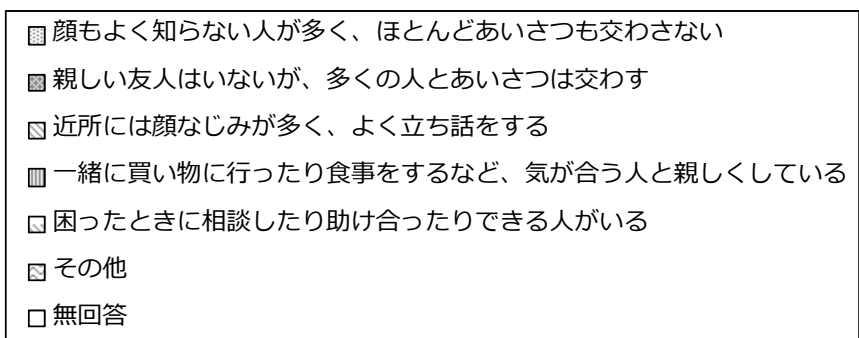 顔もよく知らない人が多く、ほとんどあいさつも交わさない
親しい友人はいないが、多くの人とあいさつは交わす
近所には顔なじみが多く、よく立ち話をする
一緒に買い物に行ったり食事をするなど、気が合う人と親しくしている
困ったときに相談したり助け合ったりできる人がいる
その他
無回答